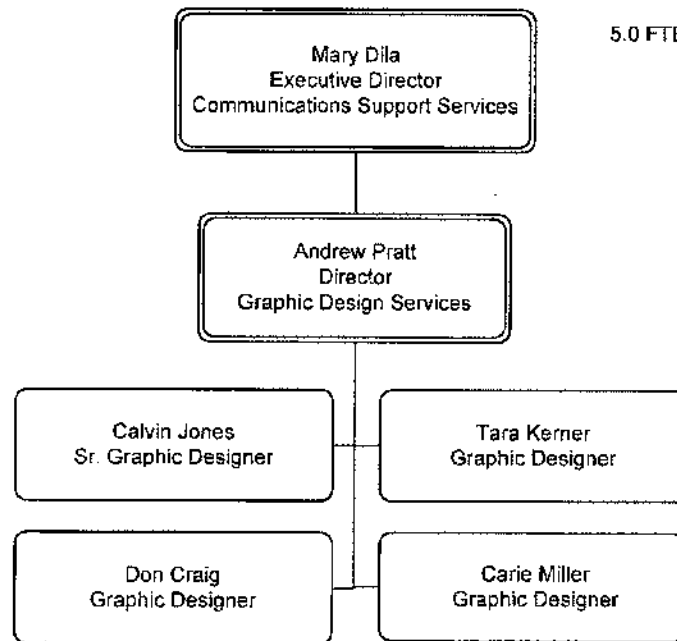 5.0 FTE
Mary Dila
Executive Director
Communications Support Services
Andrew Pratt
Director
Graphic Design Services
Calvin Jones
Sr. Graphic Designer
Tara Kerner
Graphic Designer
Don Craig
Graphic Designer
Carie Miller
Graphic Designer